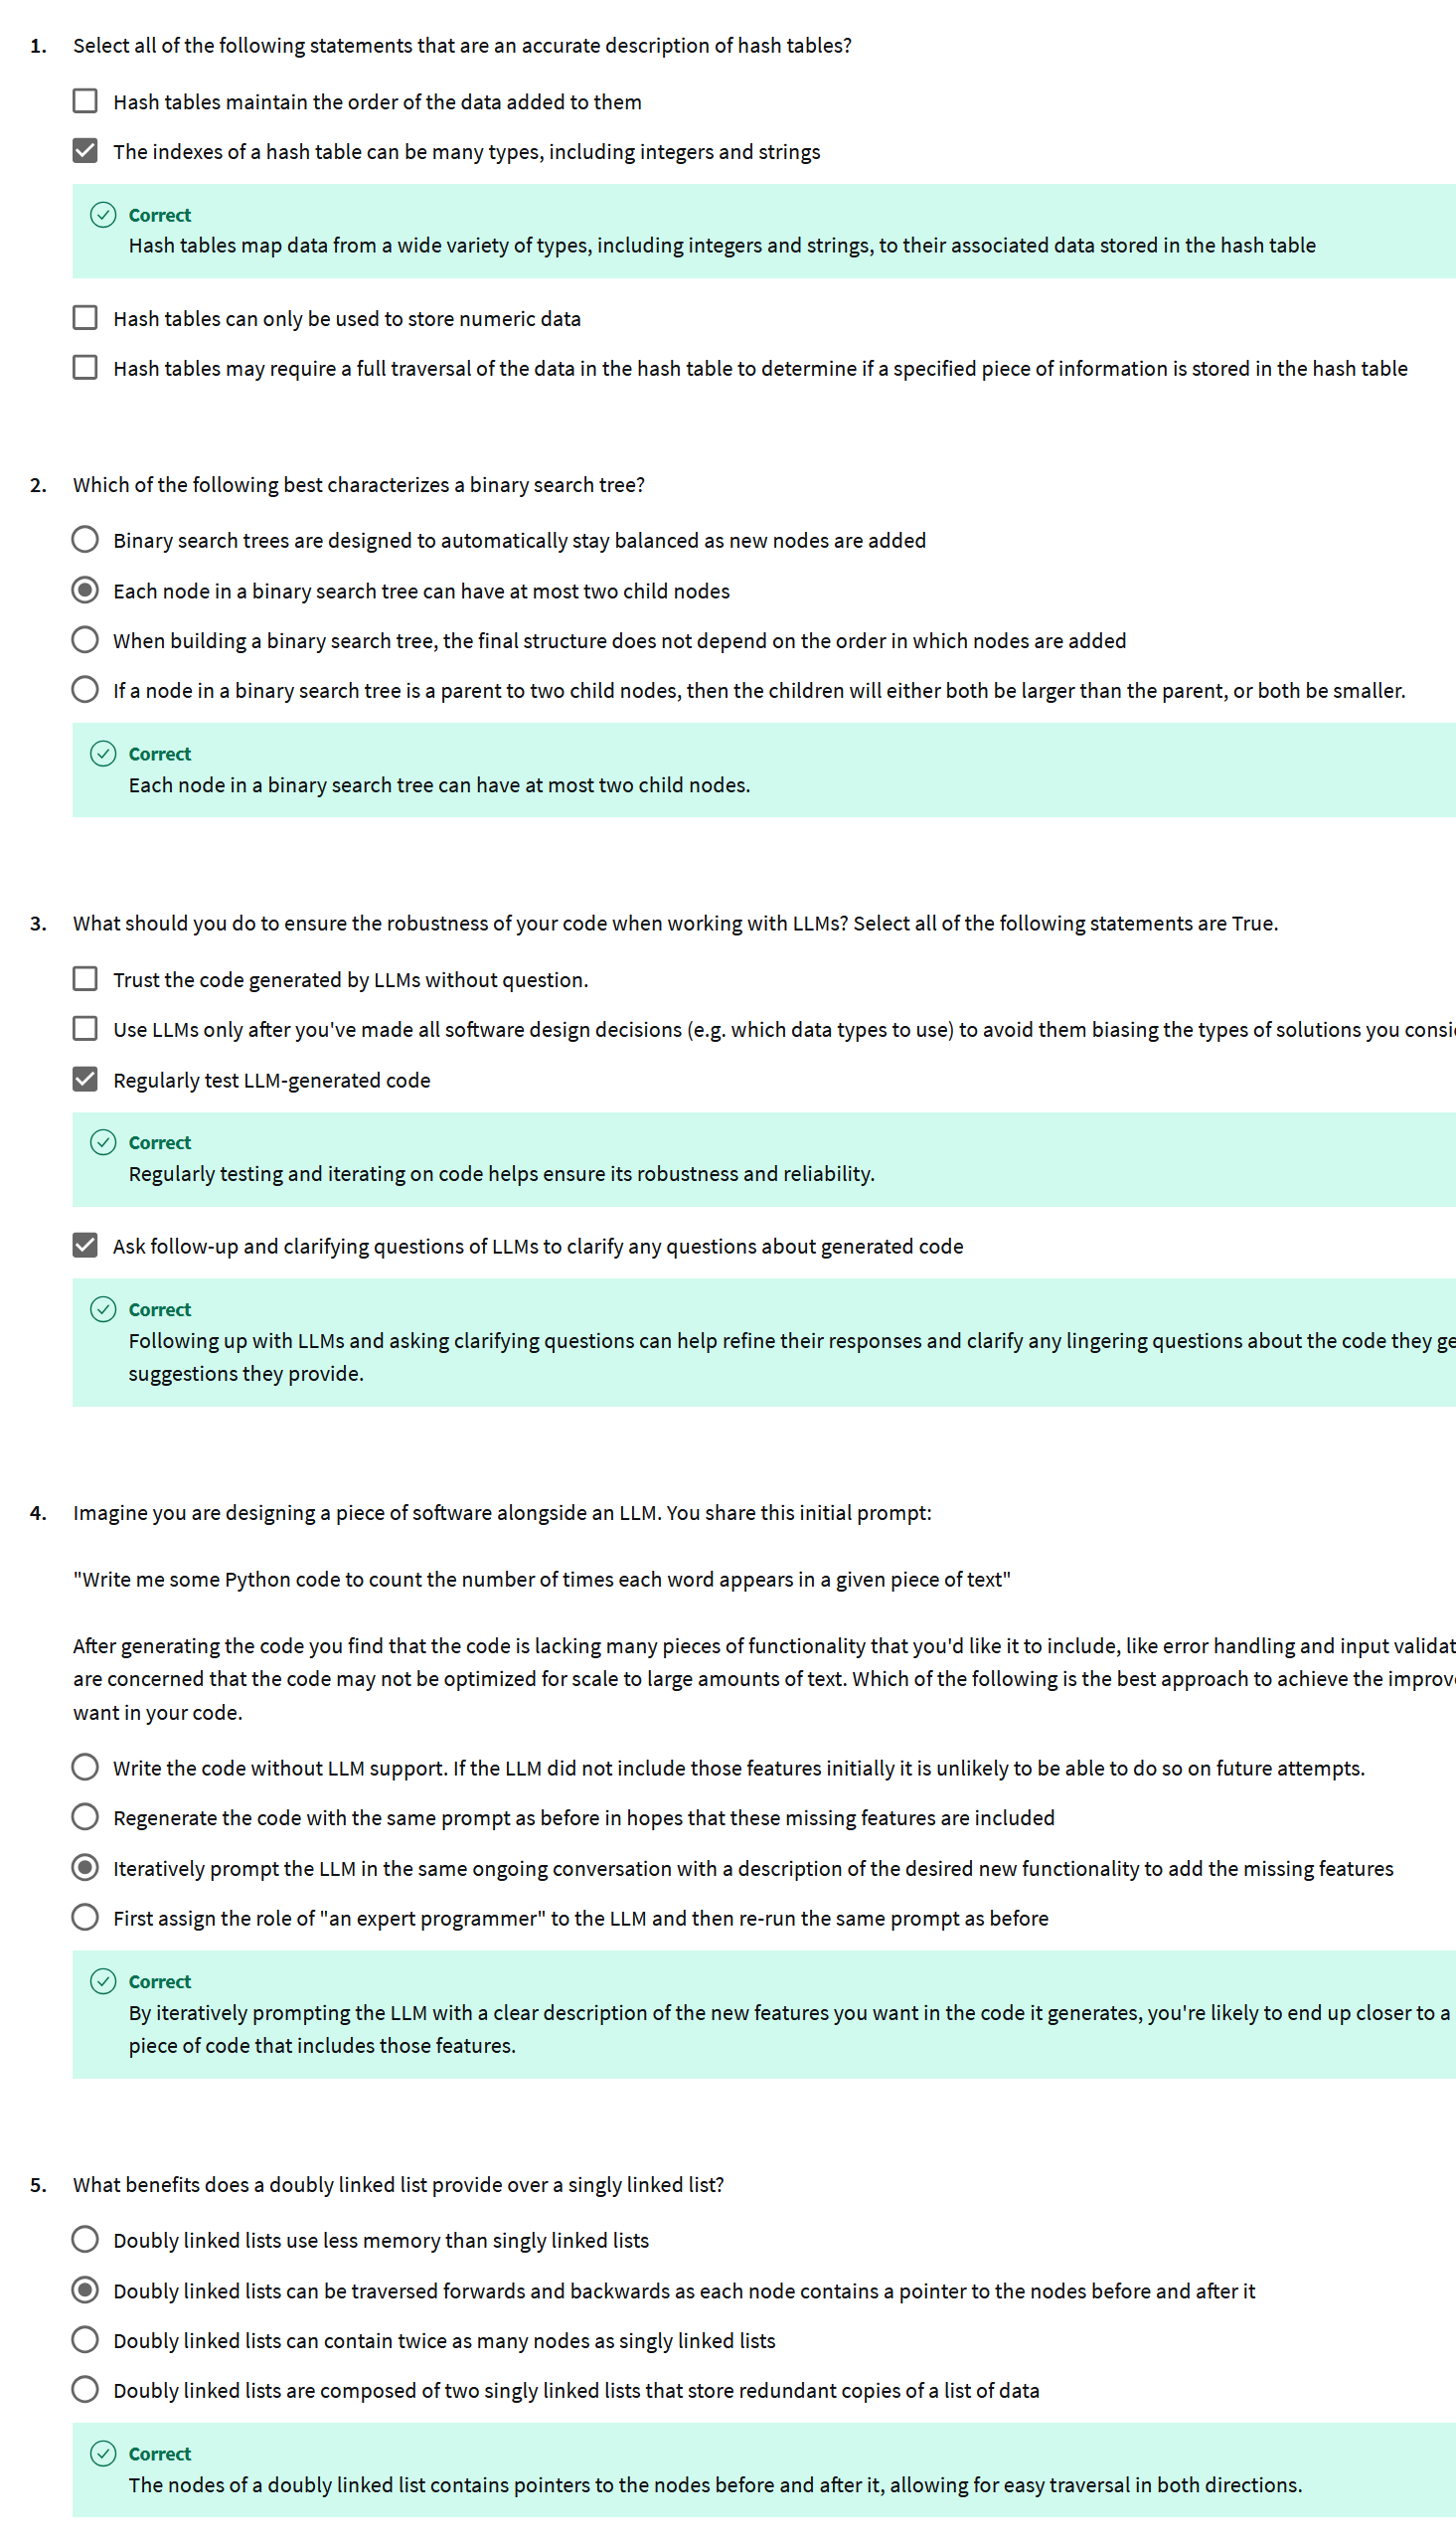 1. Select all of the following statements that are an accurate description of hash tables?
Hash tables maintain the order of the data added to them
The indexes of a hash table can be many types, including integers and strings
Correct
Hash tables map data from a wide variety of types, including integers and strings, to their associated data stored in the hash table
Hash tables can only be used to store numeric data
Hash tables may require a full traversal of the data in the hash table to determine if a specified piece of information is stored in the hash table
2. Which of the following best characterizes a binary search tree?
Binary search trees are designed to automatically stay balanced as new nodes are added
Each node in a binary search tree can have at most two child nodes
When building a binary search tree, the final structure does not depend on the order in which nodes are added
If a node in a binary search tree is a parent to two child nodes, then the children will either both be larger than the parent, or both be smaller.
Correct
Each node in a binary search tree can have at most two child nodes.
3. What should you do to ensure the robustness of your code when working with LLMs? Select all of the following statements are True.
Trust the code generated by LLMs without question.
Use LLMs only after you've made all software design decisions (e.g. which data types to use) to avoid them biasing the types of solutions you
Regularly test LLM-generated code
Correct
Regularly testing and iterating on code helps ensure its robustness and reliability.
Ask follow-up and clarifying questions of LLMs to clarify any questions about generated code
Correct
Following up with LLMs and asking clarifying questions can help refine their responses and clarify any lingering questions about the code they
suggestions they provide.
4. Imagine you are designing a piece of software alongside an LLM. You share this initial prompt:
"Write me some Python code to count the number of times each word appears in a given piece of text"
After generating the code you find that the code is lacking many pieces of functionality that you'd like it to include, like error handling and input
are concerned that the code may not be optimized for scale to large amounts of text. Which of the following is the best approach to achieve the
want in your code.
Write the code without LLM support. If the LLM did not include those features initially it is unlikely to be able to do so on future attempts.
Regenerate the code with the same prompt as before in hopes that these missing features are included
Iteratively prompt the LLM in the same ongoing conversation with a description of the desired new functionality to add the missing features
First assign the role of "an expert programmer" to the LLM and then re-run the same prompt as before
Correct
By iteratively prompting the LLM with a clear description of the new features you want in the code it generates, you're likely to end up closer to a
piece of code that includes those features.
5. What benefits does a doubly linked list provide over a singly linked list?
Doubly linked lists use less memory than singly linked lists
Doubly linked lists can be traversed forwards and backwards as each node contains a pointer to the nodes before and after it
Doubly linked lists can contain twice as many nodes as singly linked lists
Doubly linked lists are composed of two singly linked lists that store redundant copies of a list of data
Correct
The nodes of a doubly linked list contains pointers to the nodes before and after it, allowing for easy traversal in both directions.